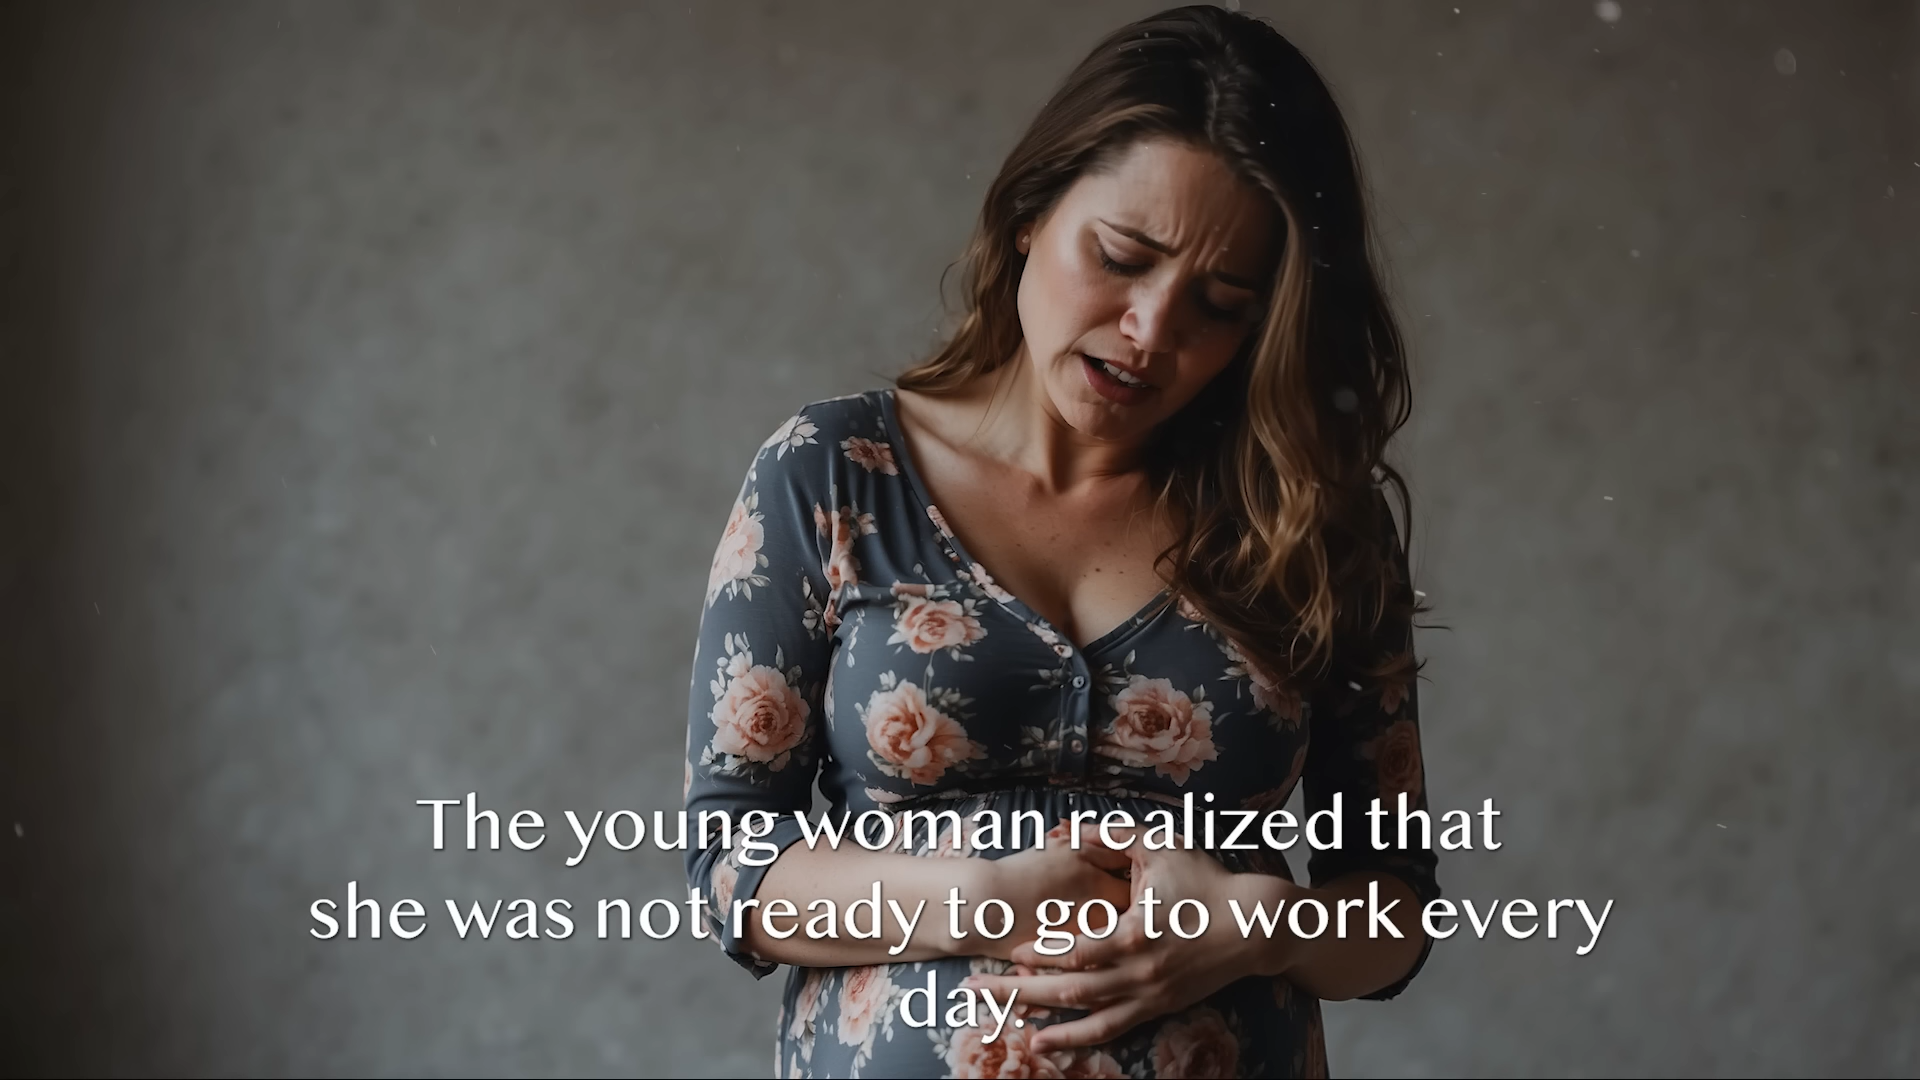 The young woman realized that
she was not ready to go to work every
day.